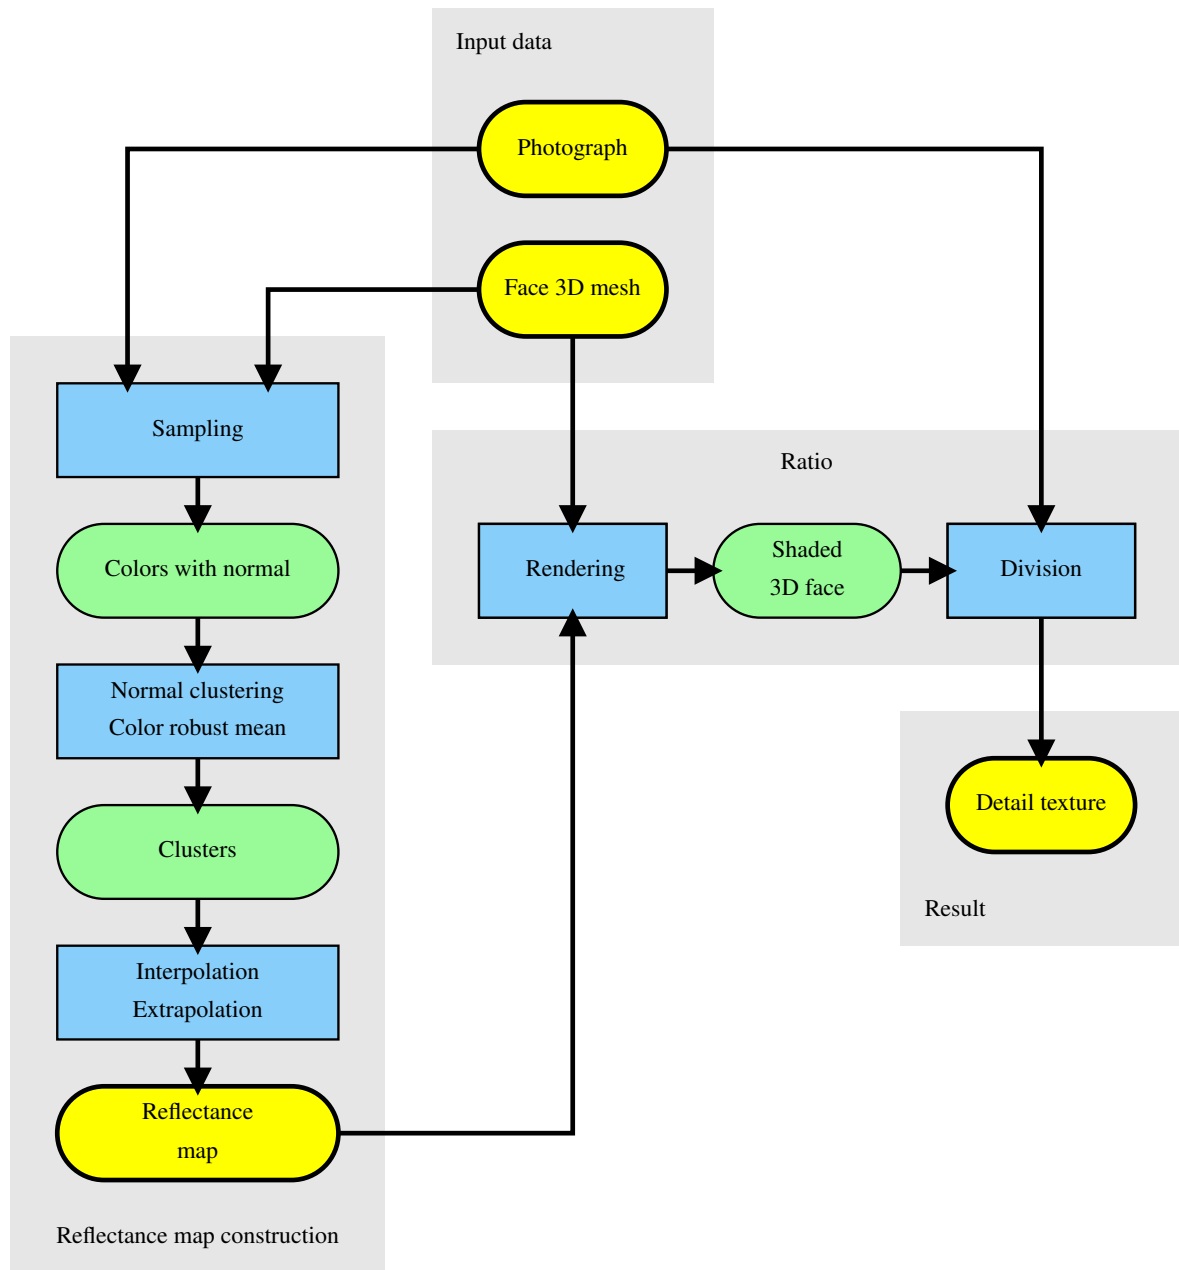 Input data
Photograph
Face 3D mesh
Sampling
Colors with normal
Normal clustering
Color robust mean
Clusters
Interpolation
Extrapolation
Reflectance
map
Reflectance map construction
Ratio
Rendering
Shaded
3D face
Division
Detail texture
Result